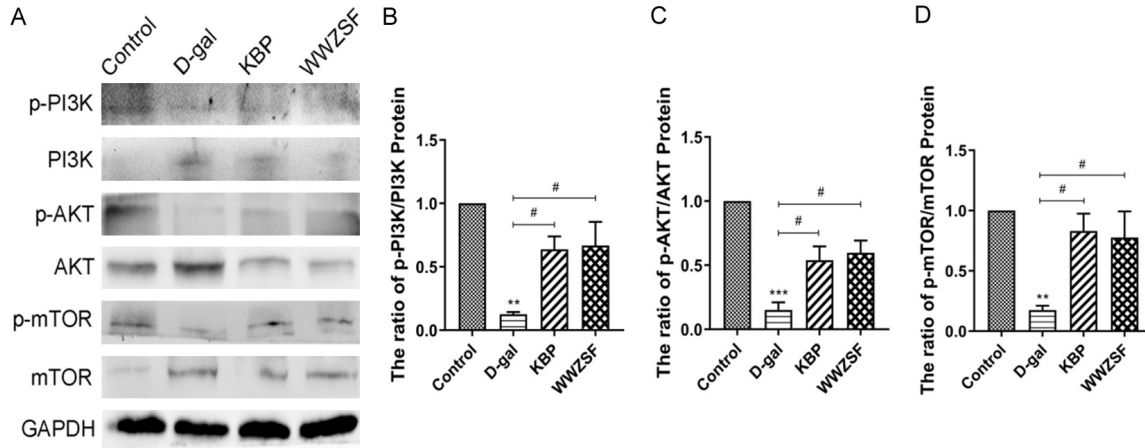 A
Control
D-gal
KBP
WWZSF
p-PI3K
PI3K
p-AKT
AKT
p-mTOR
mTOR
GAPDH
B
The ratio of p-PI3K/PI3K Protein
1.5
1.0
0.5
0.0
**
#
#
Control
D-gal
KBP
WWZSF
C
The ratio of p-AKT/AKT Protein
1.5
1.0
0.5
0.0
***
#
#
Control
D-gal
KBP
WWZSF
D
The ratio of p-mTOR/mTOR Protein
1.5
1.0
0.5
0.0
**
#
#
Control
D-gal
KBP
WWZSF